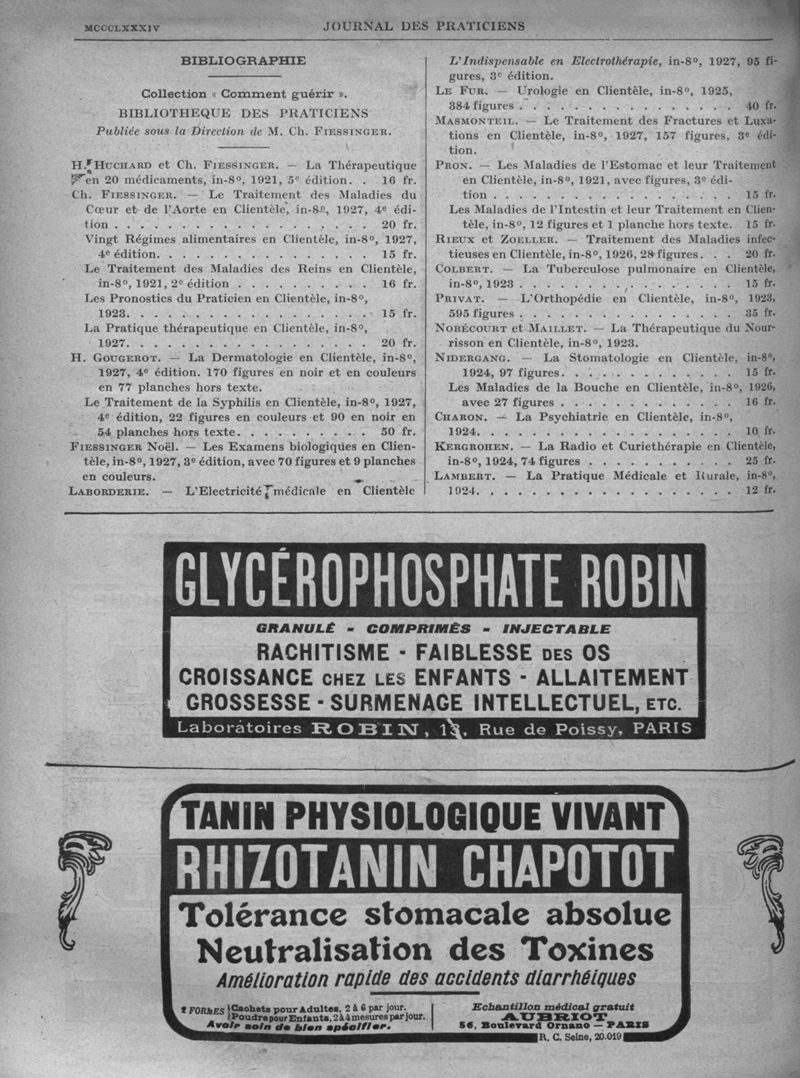 MCCCLXXXIV
JOURNAL DES PRATICIENS
BIBLIOGRAPHIE
Collection « Comment guérir ».
BIBLIOTHEQUE DES PRATICIENS
Publiée sous la Direction de M. Ch. FIESSINGER.
H. HUCHARD et Ch. FIESSINGER. — La Thérapeutique
en 20 médicaments, in-8°, 1921, 5e édition. . 16 fr.
Ch. FIESSINGER. — Le Traitement des Maladies du
Cœur et de l'Aorte en Clientèle, in-8°, 1927, 4e édi-
tion . . . . . . . . . . . . . . . . . 20 fr.
Vingt Régimes alimentaires en Clientèle, in-8°, 1927,
4e édition. . . . . . . . . . . . . . . 15 fr.
Le Traitement des Maladies des Reins en Clientèle,
in-8°, 1921, 2e édition . . . . . . . . . . 16 fr.
Les Pronostics du Praticien en Clientèle, in-8°,
1923. . . . . . . . . . . . . . . . . . 15 fr.
La Pratique thérapeutique en Clientèle, in-8°,
1927. . . . . . . . . . . . . . . . . . 20 fr.
H. GOUGEROT. — La Dermatologie en Clientèle, in-8°,
1927, 4e édition. 170 figures en noir et en couleurs
en 77 planches hors texte.
Le Traitement de la Syphilis en Clientèle, in-8°, 1927,
4e édition, 22 figures en couleurs et 90 en noir en
54 planches hors texte. . . . . . . . . . 50 fr.
FIESSINGER Noël. — Les Examens biologiques en Clien-
tèle, in-8°, 1927, 3e édition, avec 70 figures et 9 planches
en couleurs.
LABORDERIE. — L'Electricité médicale en Clientèle
L'Indispensable en Electrothérapie, in-8°, 1927, 95 fi-
gures, 3e édition.
LE FUR. — Urologie en Clientèle, in-8°, 1925,
384 figures . . . . . . . . . . . . . . . 40 fr.
MASMONTEIL. — Le Traitement des Fractures et Luxa-
tions en Clientèle, in-8°, 1927, 157 figures, 3e édi-
tion.
PRON. — Les Maladies de l'Estomac et leur Traitement
en Clientèle, in-8°, 1921, avec figures, 3e édi-
tion . . . . . . . . . . . . . . . . . 15 fr.
Les Maladies de l'Intestin et leur Traitement en Clien-
tèle, in-8°, 12 figures et 1 planche hors texte. 15 fr.
RIEUX et ZOELLER. — Traitement des Maladies infec-
tieuses en Clientèle, in-8°, 1926, 28 figures. . . 20 fr.
COLBERT. — La Tuberculose pulmonaire en Clientèle,
in-8°, 1923 . . . . . . . . . . . . . . . 15 fr.
PRIVAT. — L'Orthopédie en Clientèle, in-8°, 1923,
595 figures . . . . . . . . . . . . . . . 35 fr.
NOBÉCOURT et MAILLET. — La Thérapeutique du Nour-
risson en Clientèle, in-8°, 1923.
NIDERGANG. — La Stomatologie en Clientèle, in-8°,
1924, 97 figures. . . . . . . . . . . . . 15 fr.
Les Maladies de la Bouche en Clientèle, in-8°, 1926,
avec 27 figures . . . . . . . . . . . . . 16 fr.
CHARON. — La Psychiatrie en Clientèle, in-8°,
1924. . . . . . . . . . . . . . . . . . 10 fr.
KERGROHEN. — La Radio et Curiethérapie en Clientèle,
in-8°, 1924, 74 figures . . . . . . . . . . 25 fr.
LAMBERT. — La Pratique Médicale et Rurale, in-8°,
1924. . . . . . . . . . . . . . . . . . 12 fr.
GLYCÉROPHOSPHATE ROBIN
GRANULÉ - COMPRIMÉS - INJECTABLE
RACHITISME - FAIBLESSE DES OS
CROISSANCE CHEZ LES ENFANTS - ALLAITEMENT
GROSSESSE - SURMENAGE INTELLECTUEL, ETC.
Laboratoires ROBIN, 13, Rue de Poissy, PARIS
TANIN PHYSIOLOGIQUE VIVANT
RHIZOTANIN CHAPOTOT
Tolérance stomacale absolue
Neutralisation des Toxines
Amélioration rapide des accidents diarrhéiques
2 FORMES Cachets pour Adultes, 2 à 6 par jour.
Poudre pour Enfants, 2 à 4 mesures par jour.
Avoir soin de bien spécifier.
Echantillon médical gratuit
AUBRIOT
56, Boulevard Ornano — PARIS
R. C. Seine, 20.019